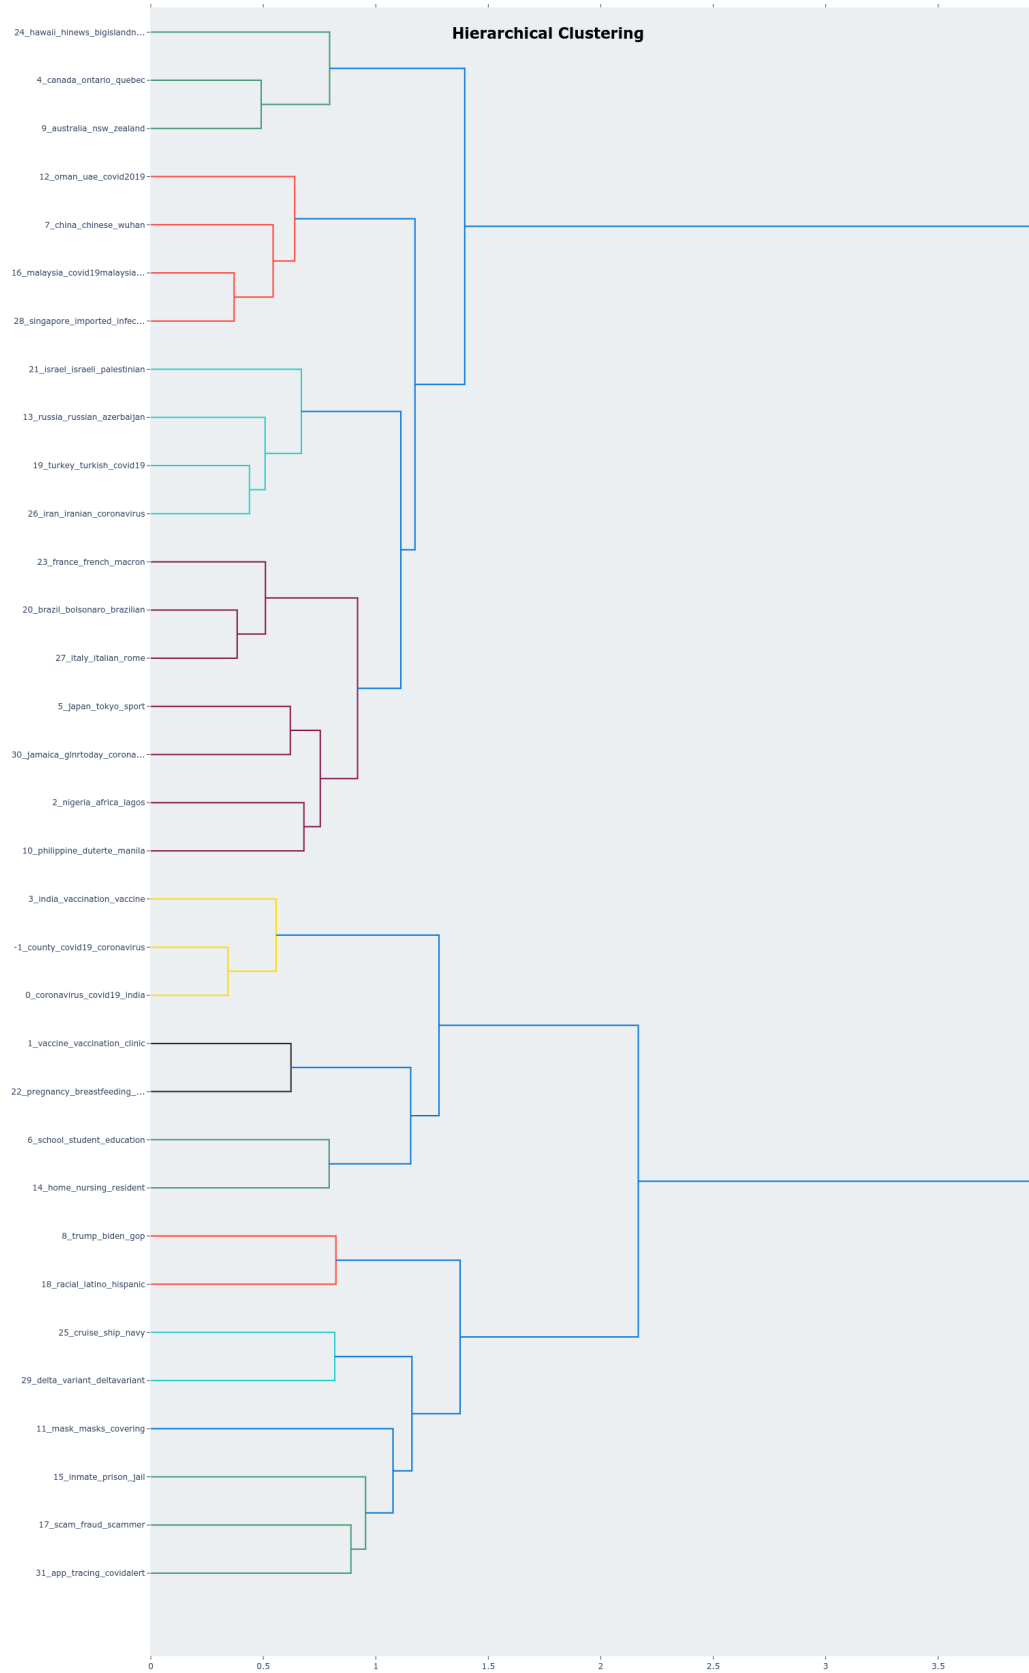 Hierarchical Clustering
24_hawaii_hinews_bigislandn...
4_canada_ontario_quebec
9_australia_nsw_zealand
12_oman_uae_covid2019
7_china_chinese_wuhan
16_malaysia_covid19malaysia...
28_singapore_imported_infec...
21_israel_israeli_palestinian
13_russia_russian_azerbaijan
19_turkey_turkish_covid19
26_iran_iranian_coronavirus
23_france_french_macron
20_brazil_bolsonaro_brazilian
27_italy_italian_rome
5_japan_tokyo_sport
30_jamaica_glnrtoday_corona...
2_nigeria_africa_lagos
10_philippine_duterte_manila
3_india_vaccination_vaccine
-1_county_covid19_coronavirus
0_coronavirus_covid19_india
1_vaccine_vaccination_clinic
22_pregnancy_breastfeeding_...
6_school_student_education
14_home_nursing_resident
8_trump_biden_gop
18_racial_latino_hispanic
25_cruise_ship_navy
29_delta_variant_deltavariant
11_mask_masks_covering
15_inmate_prison_jail
17_scam_fraud_scammer
31_app_tracing_covidalert
0 0.5 1 1.5 2 2.5 3 3.5